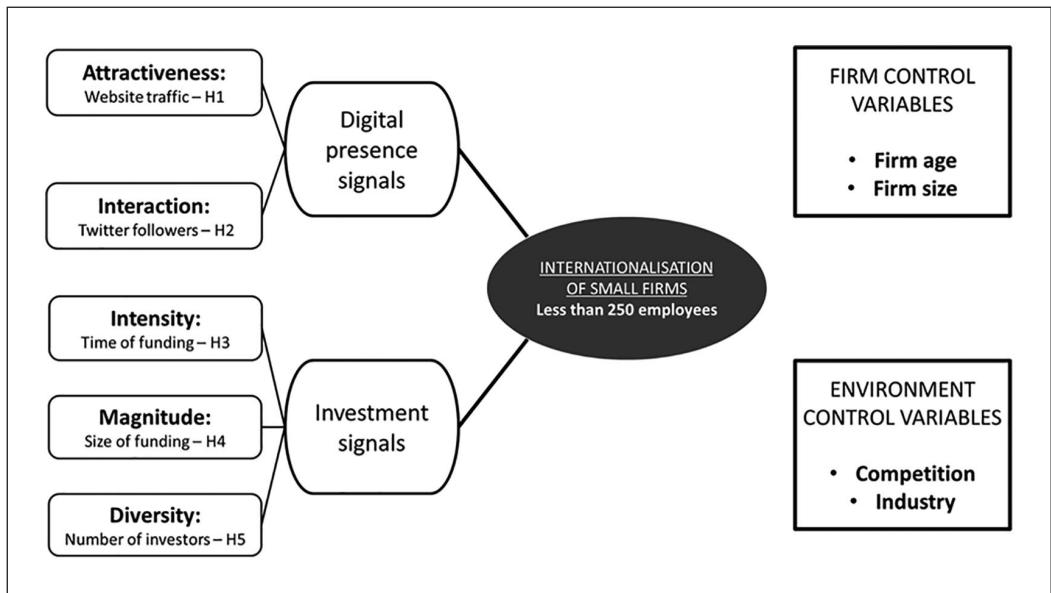 Attractiveness:
Website traffic – H1
Interaction:
Twitter followers – H2
Digital
presence
signals
Intensity:
Time of funding – H3
Magnitude:
Size of funding – H4
Diversity:
Number of investors – H5
Investment
signals
INTERNATIONALISATION
OF SMALL FIRMS
Less than 250 employees
FIRM CONTROL
VARIABLES
• Firm age
• Firm size
ENVIRONMENT
CONTROL VARIABLES
• Competition
• Industry